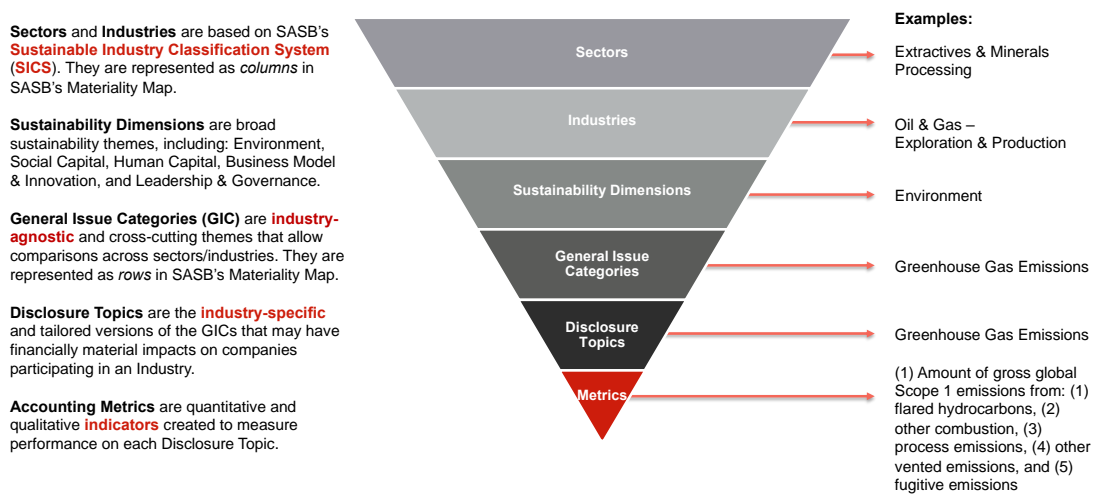 Sectors and Industries are based on SASB’s
Sustainable Industry Classification System
(SICS). They are represented as columns in
SASB’s Materiality Map.
Sustainability Dimensions are broad
sustainability themes, including: Environment,
Social Capital, Human Capital, Business Model
& Innovation, and Leadership & Governance.
General Issue Categories (GIC) are industry-
agnostic and cross-cutting themes that allow
comparisons across sectors/industries. They are
represented as rows in SASB’s Materiality Map.
Disclosure Topics are the industry-specific
and tailored versions of the GICs that may have
financially material impacts on companies
participating in an Industry.
Accounting Metrics are quantitative and
qualitative indicators created to measure
performance on each Disclosure Topic.
Sectors
Industries
Sustainability Dimensions
General Issue
Categories
Disclosure
Topics
Metrics
Examples:
Extractives & Minerals
Processing
Oil & Gas –
Exploration & Production
Environment
Greenhouse Gas Emissions
Greenhouse Gas Emissions
(1) Amount of gross global
Scope 1 emissions from: (1)
flared hydrocarbons, (2)
other combustion, (3)
process emissions, (4) other
vented emissions, and (5)
fugitive emissions